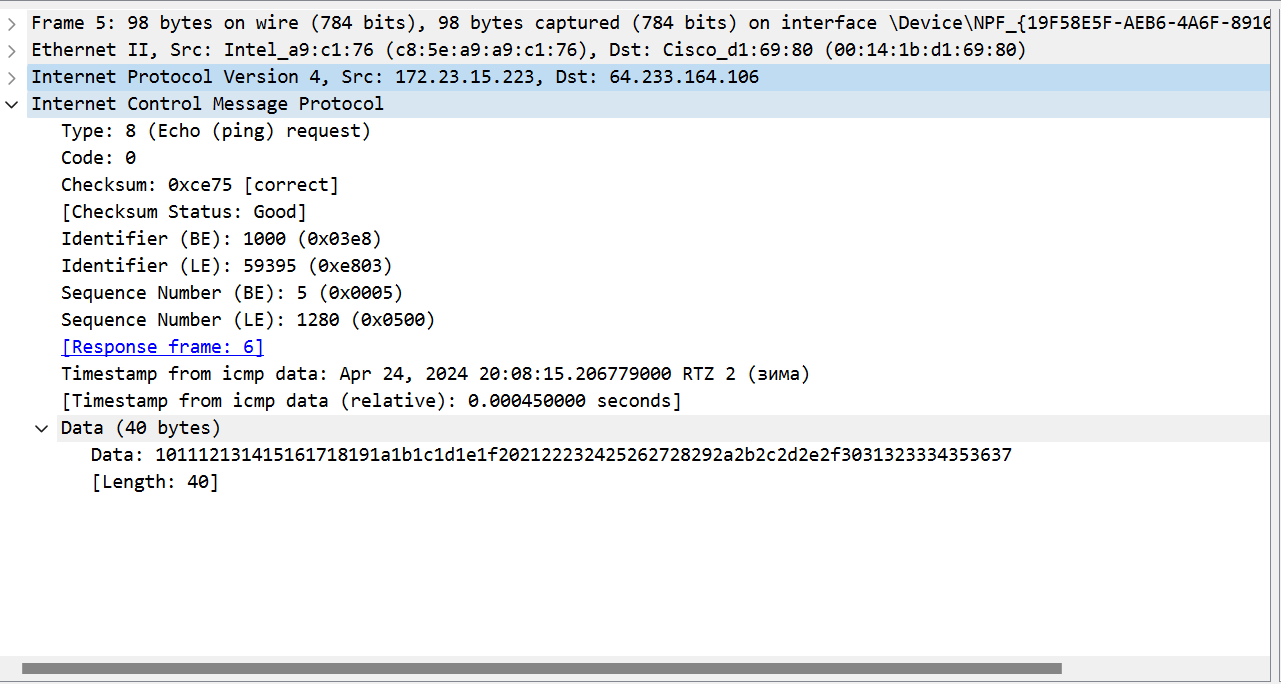 Frame 5: 98 bytes on wire (784 bits), 98 bytes captured (784 bits) on interface \Device\NPF_{19F58E5F-AEB6-4A6F-8910
Ethernet II, Src: Intel_a9:c1:76 (c8:5e:a9:a9:c1:76), Dst: Cisco_d1:69:80 (00:14:1b:d1:69:80)
Internet Protocol Version 4, Src: 172.23.15.223, Dst: 64.233.164.106
Internet Control Message Protocol
Type: 8 (Echo (ping) request)
Code: 0
Checksum: 0xce75 [correct]
[Checksum Status: Good]
Identifier (BE): 1000 (0x03e8)
Identifier (LE): 59395 (0xe803)
Sequence Number (BE): 5 (0x0005)
Sequence Number (LE): 1280 (0x0500)
[Response frame: 6]
Timestamp from icmp data: Apr 24, 2024 20:08:15.206779000 RTZ 2 (зима)
[Timestamp from icmp data (relative): 0.000450000 seconds]
Data (40 bytes)
Data: 101112131415161718191a1b1c1d1e1f202122232425262728292a2b2c2d2e2f3031323334353637
[Length: 40]